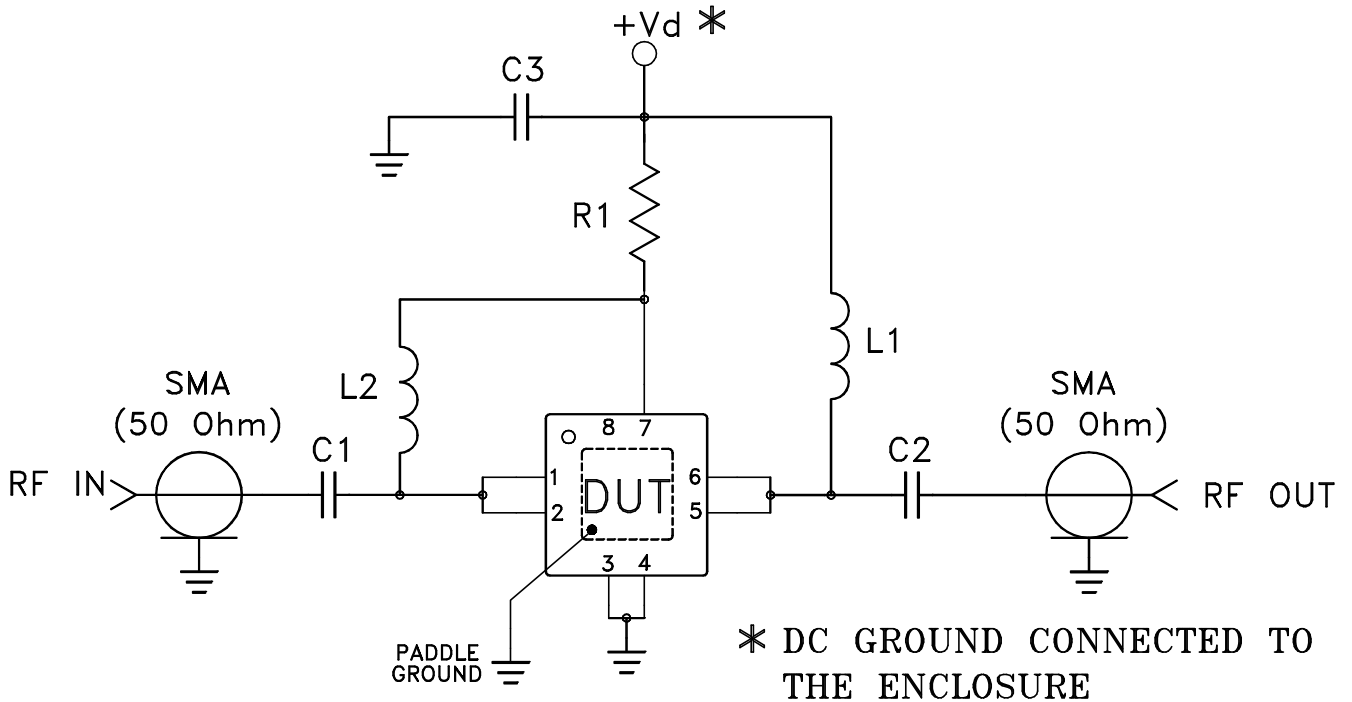 +Vd *
C3
R1
L1
L2
SMA
(50 Ohm)
SMA
(50 Ohm)
C1
C2
RF IN
RF OUT
8 7
1
2
6
5
DUT
3 4
PADDLE
GROUND
* DC GROUND CONNECTED TO
THE ENCLOSURE